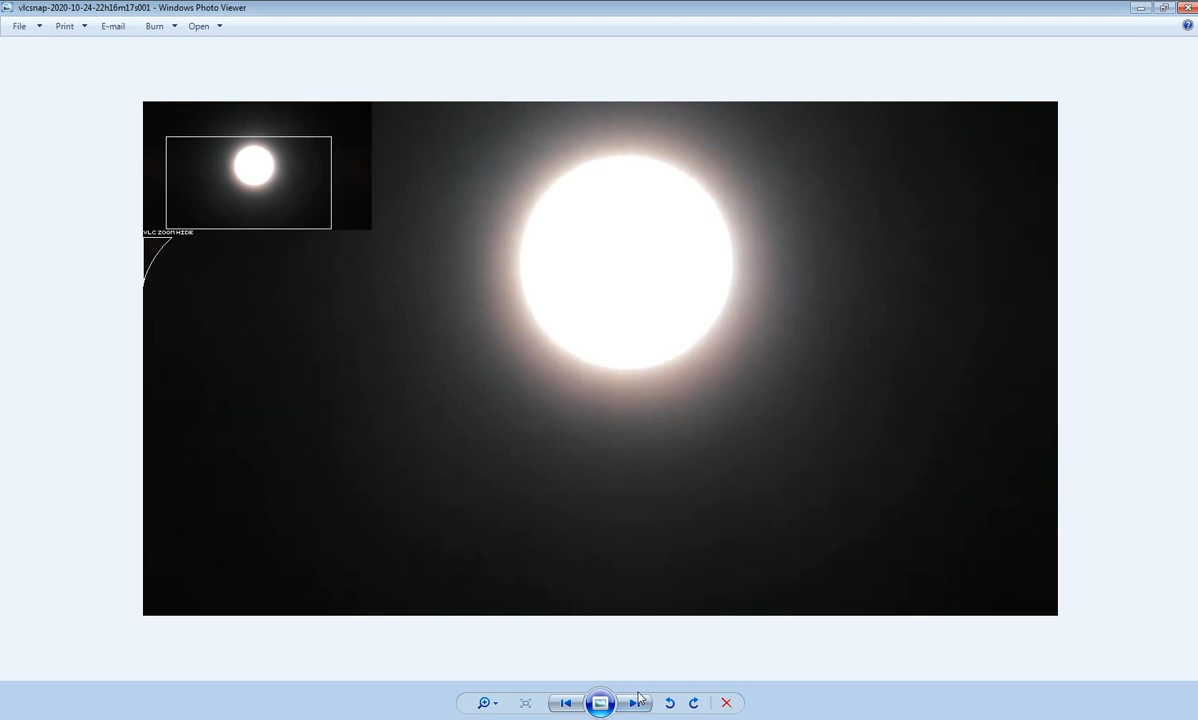 vlcsnap-2020-10-24-22h16m17s001 - Windows Photo Viewer
File Print E-mail Burn Open
VLC ZOOM HIDE